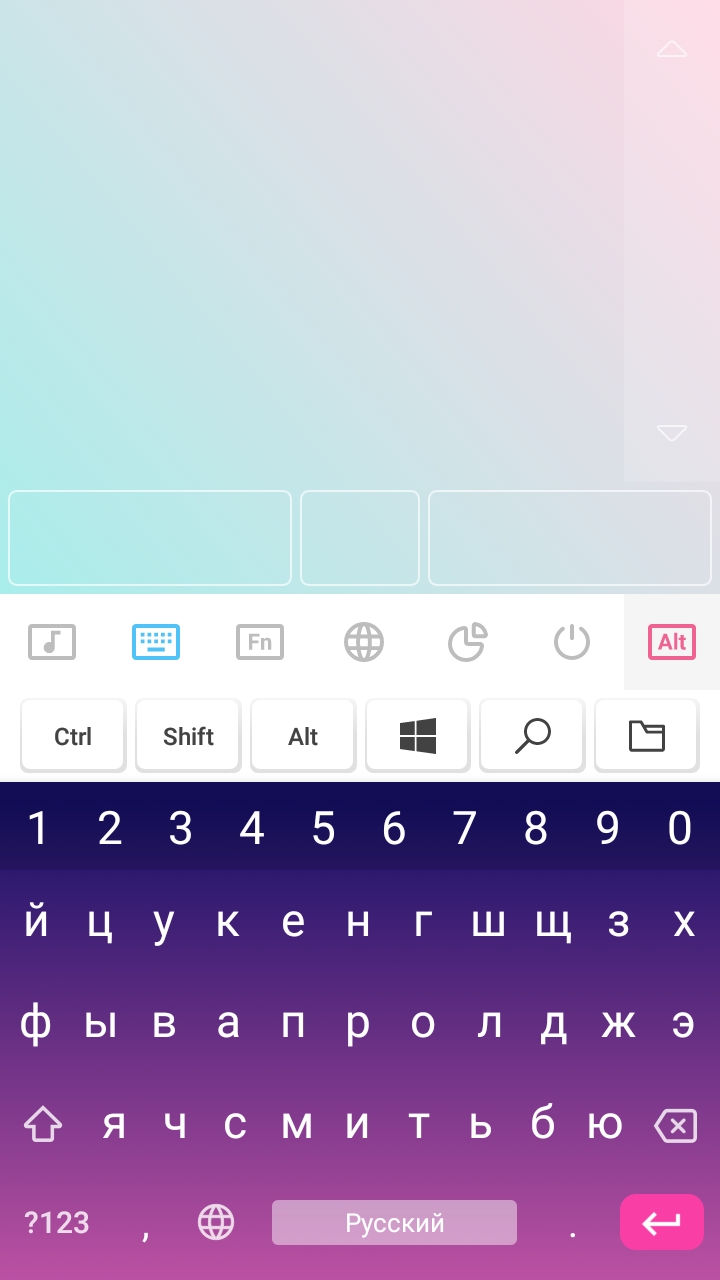 Fn Alt
Ctrl Shift Alt
1 2 3 4 5 6 7 8 9 0
й ц у к е н г ш щ з х
ф ы в а п р о л д ж э
я ч с м и т ь б ю
?123 , Русский .